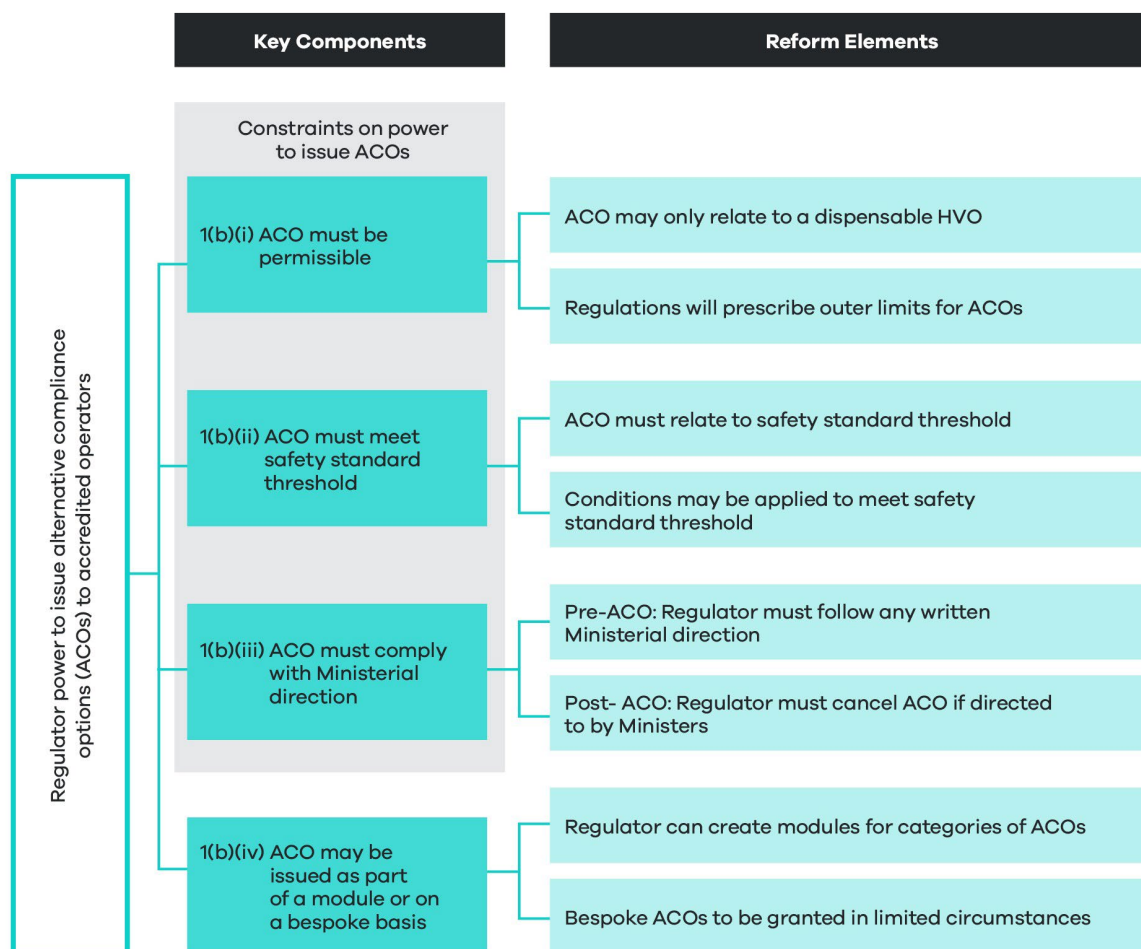 Key Components
Reform Elements
Regulator power to issue alternative compliance
options (ACOs) to accredited operators
Constraints on power
to issue ACOs
1(b)(i) ACO must be
permissible
ACO may only relate to a dispensable HVO
Regulations will prescribe outer limits for ACOs
1(b)(ii) ACO must meet
safety standard
threshold
ACO must relate to safety standard threshold
Conditions may be applied to meet safety
standard threshold
1(b)(iii) ACO must comply
with Ministerial
direction
Pre-ACO: Regulator must follow any written
Ministerial direction
Post- ACO: Regulator must cancel ACO if directed
to by Ministers
1(b)(iv) ACO may be
issued as part
of a module or on
a bespoke basis
Regulator can create modules for categories of ACOs
Bespoke ACOs to be granted in limited circumstances